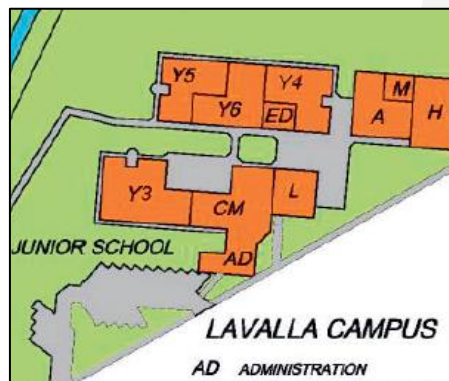 Y5
Y4
M
Y6
ED
A
H
Y3
CM
L
JUNIOR SCHOOL
AD
LAVALLA CAMPUS
AD ADMINISTRATION